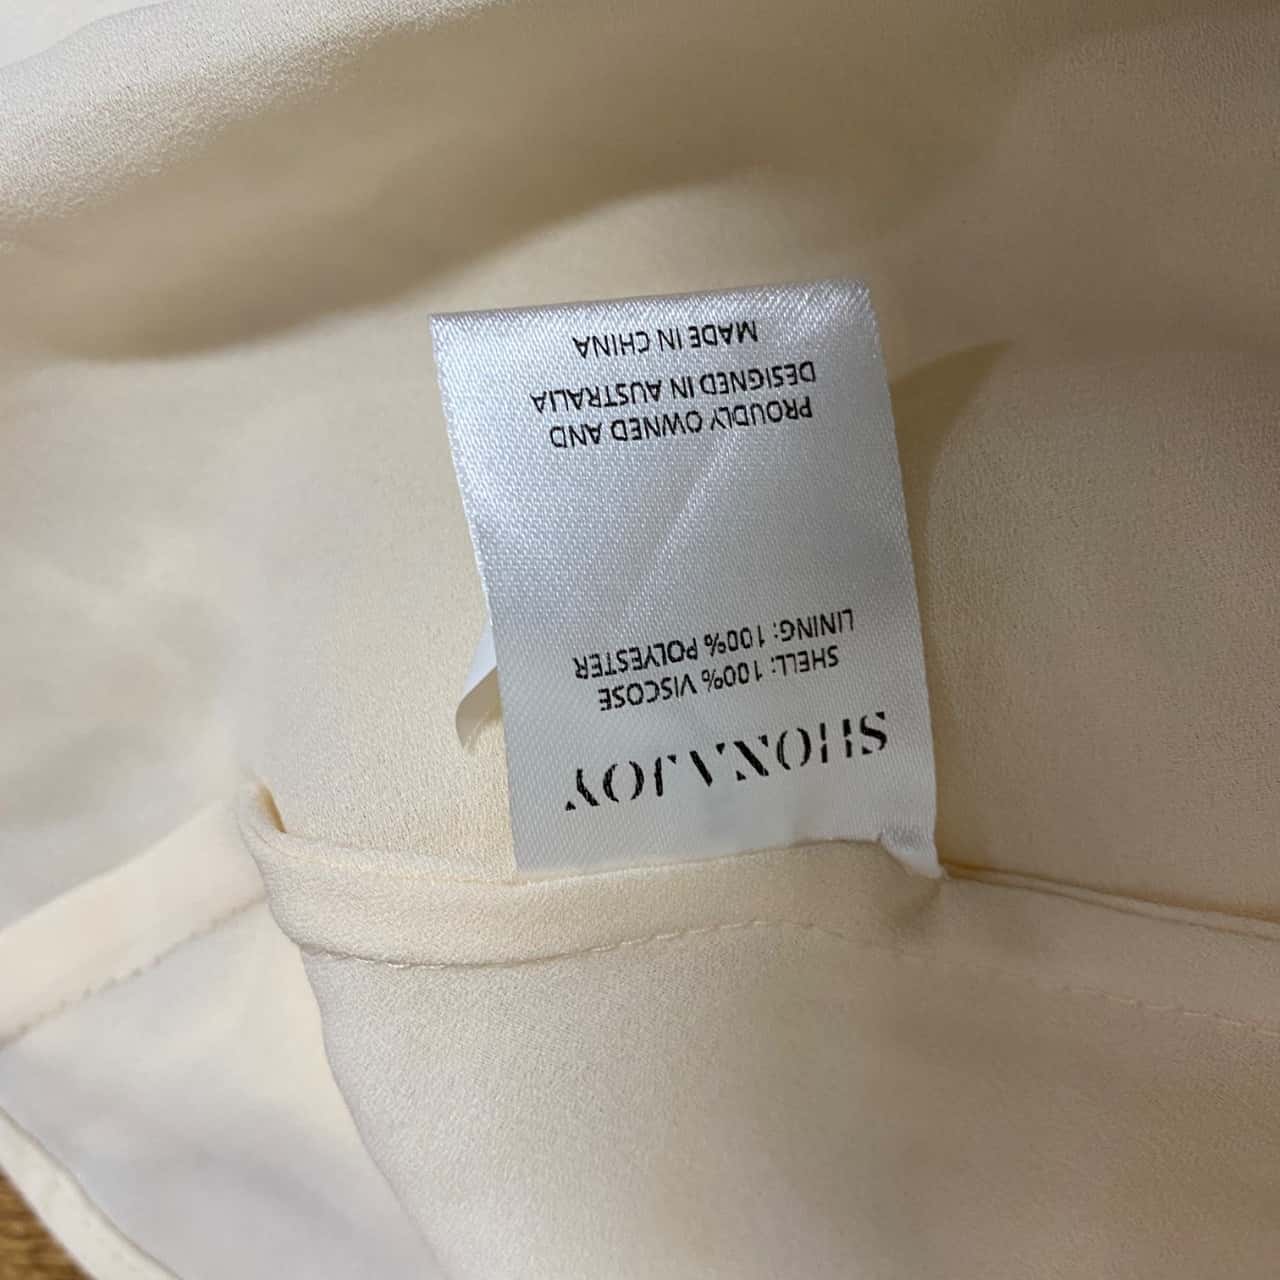 SHONA JOY
SHELL: 100% VISCOSE
LINING: 100% POLYESTER
PROUDLY OWNED AND
DESIGNED IN AUSTRALIA
MADE IN CHINA